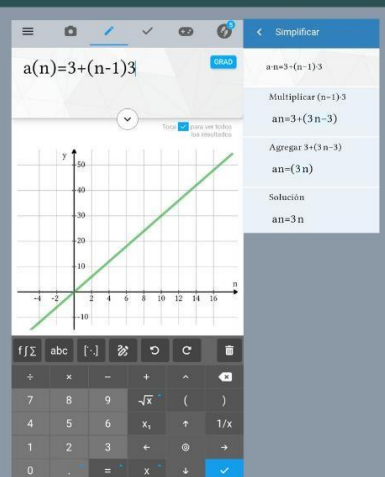 5
a(n)=3+(n-1)3
GRAD
Toca para ver todos
los resultados
y
50
40
30
20
10
-10
n
-4 -2 2 4 6 8 10 12 14 16
f∫Σ abc [∴]
÷ × − + ^
7 8 9 √x ( )
4 5 6 X₁ ↑ 1/x
1 2 3 ← →
0 . = x ↓
Simplificar
a·n=3+(n−1)·3
Multiplicar (n−1)·3
an=3+(3n−3)
Agregar 3+(3n−3)
an=(3n)
Solución
an=3n